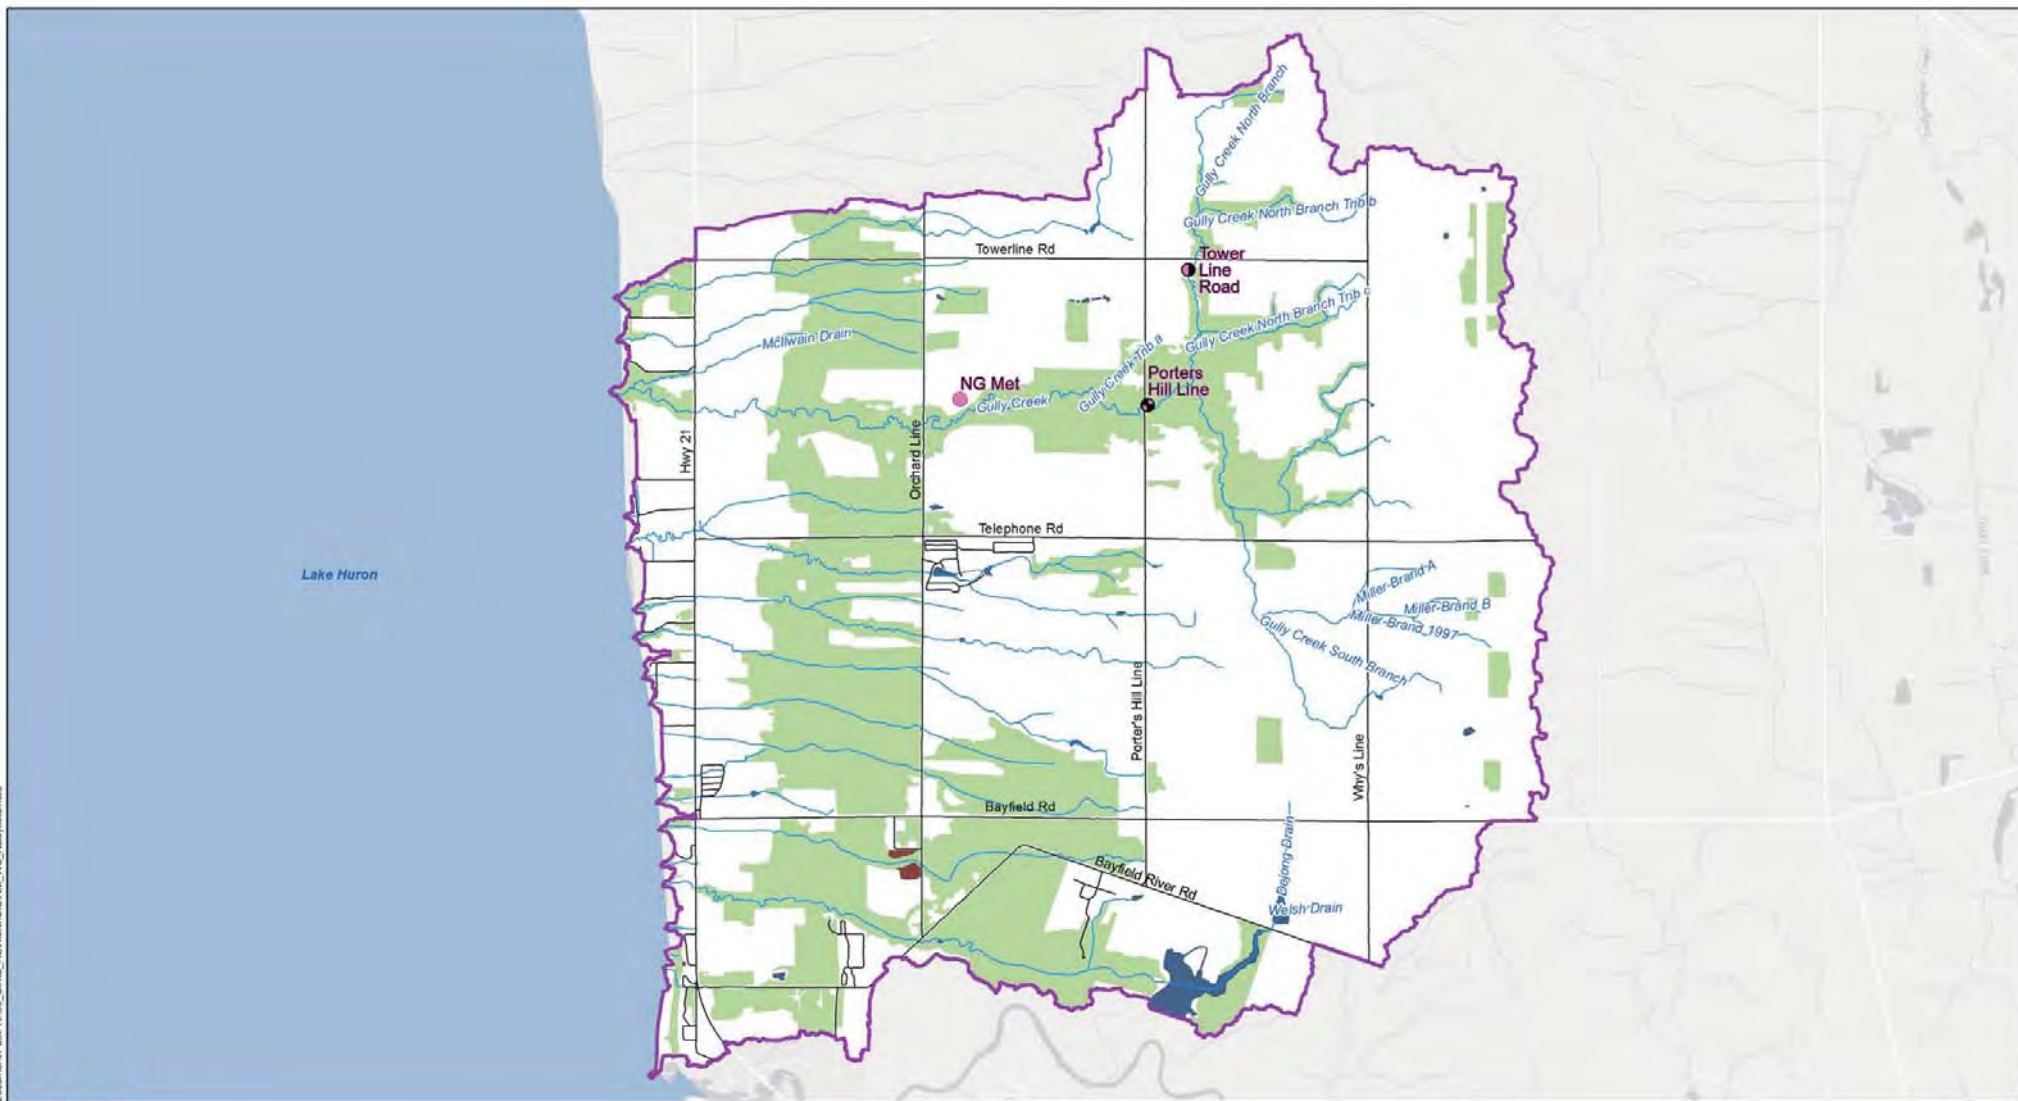 Gully Creek North Branch
Gully Creek North Branch Trib b
Towerline Rd
Tower
Line
Road
Gully Creek North Branch Trib c
McIlwain Drain
Gully Creek Trib a
Porters
Hill Line
NG Met
Gully Creek
Hwy 21
Orchard Line
Telephone Rd
Lake Huron
Miller-Brand A
Miller-Brand B
Miller-Brand 1997
Gully Creek South Branch
Porter's Hill Line
Why's Line
Bayfield Rd
Dejong Drain
Bayfield River Rd
Welsh Drain